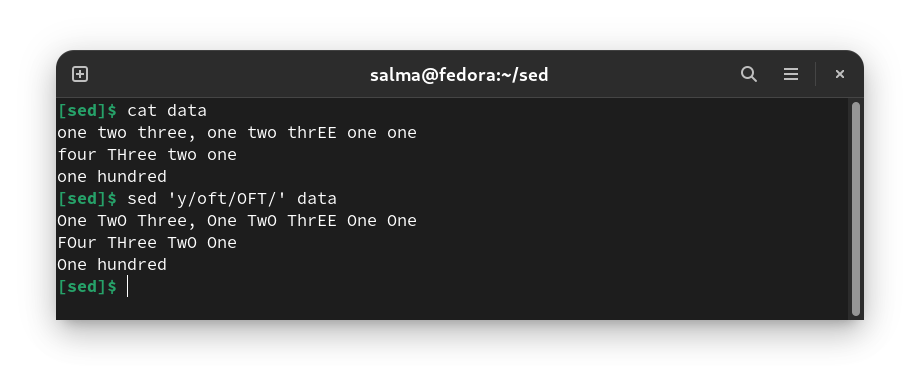 salma@fedora:~/sed
[sed]$ cat data
one two three, one two thrEE one one
four THree two one
one hundred
[sed]$ sed 'y/oft/OFT/' data
One TwO Three, One TwO ThrEE One One
FOur THree TwO One
One hundred
[sed]$